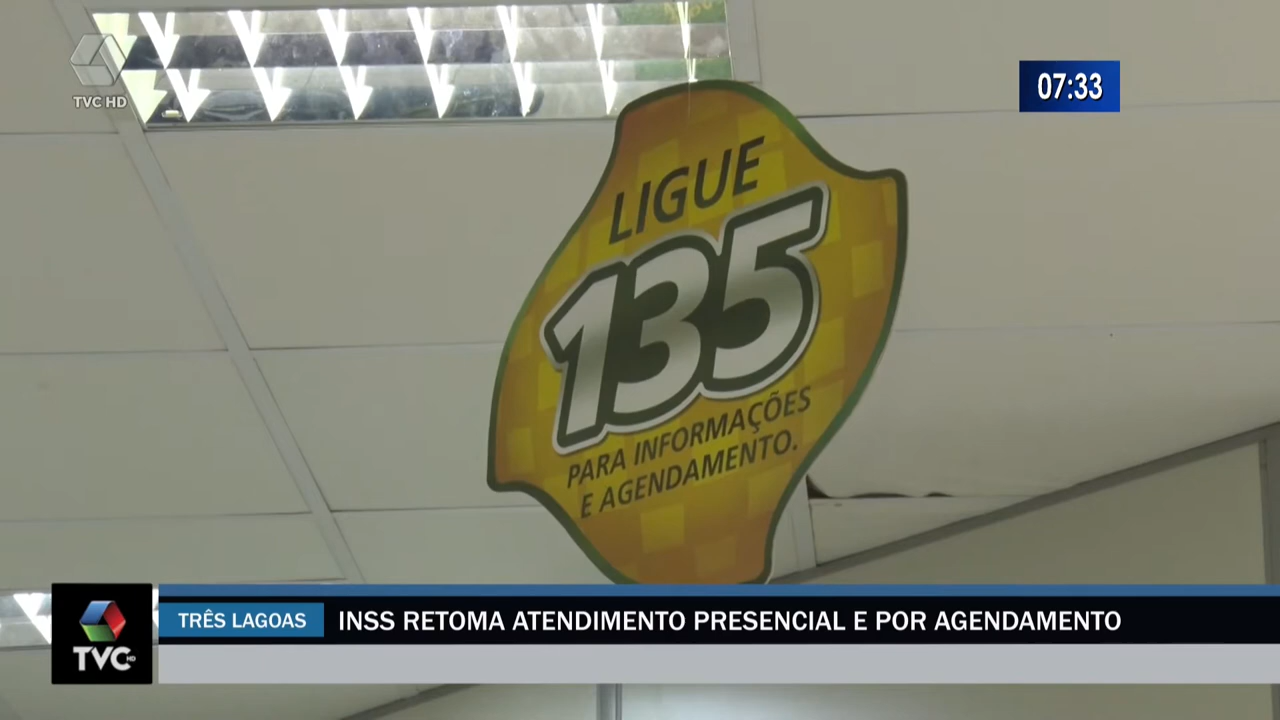 TVC HD
07:33
LIGUE
135
PARA INFORMAÇÕES
E AGENDAMENTO.
TRÊS LAGOAS
INSS RETOMA ATENDIMENTO PRESENCIAL E POR AGENDAMENTO
TVC HD